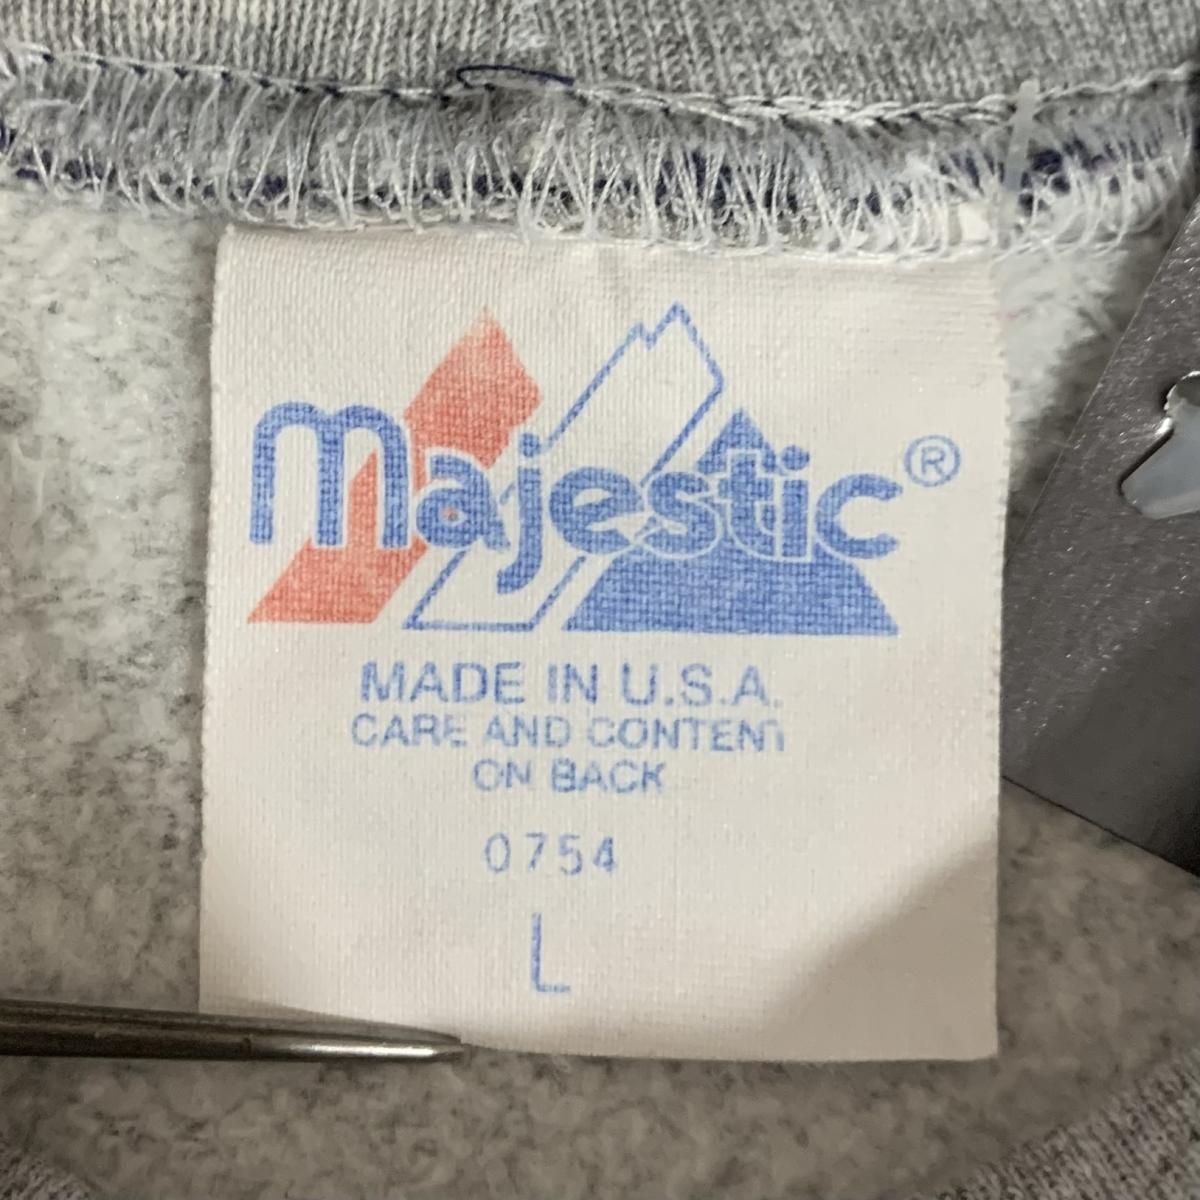 majestic®
MADE IN U.S.A.
CARE AND CONTENT
ON BACK
0754
L